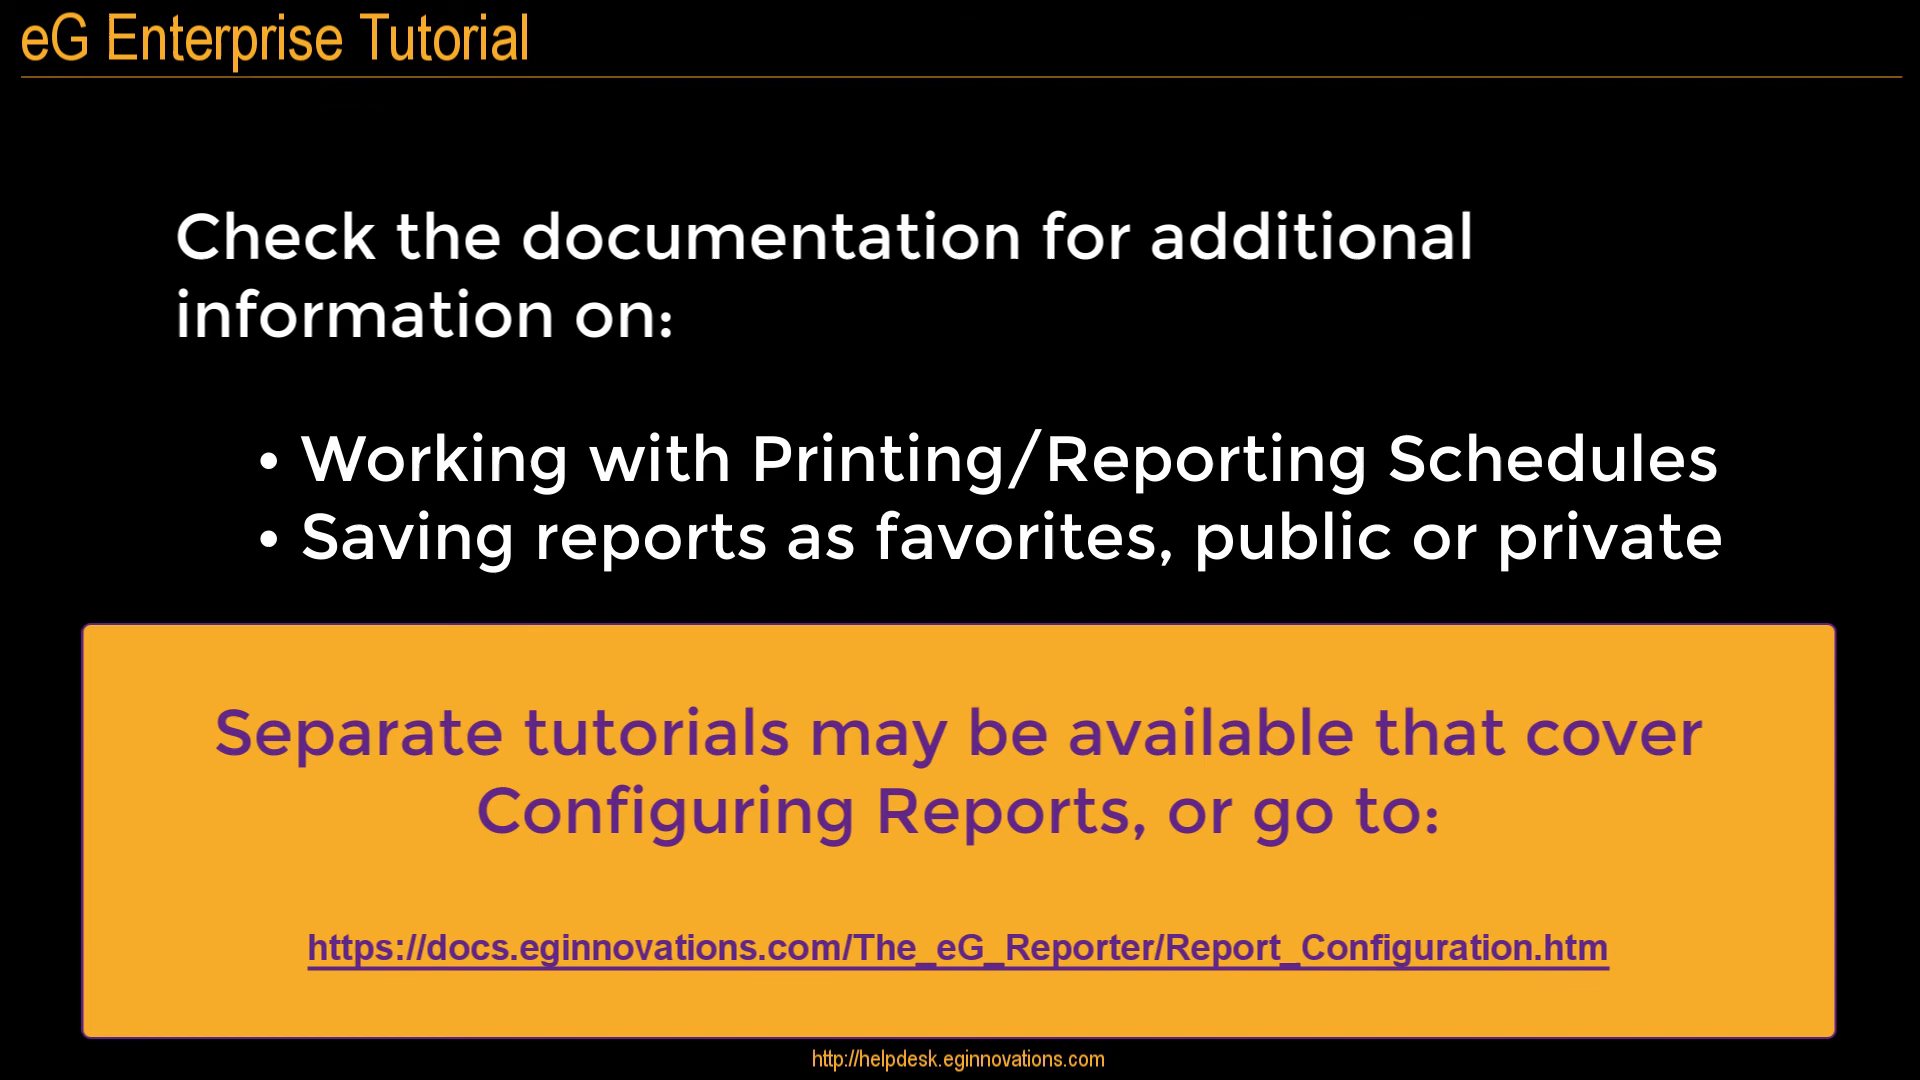 eG Enterprise Tutorial
Check the documentation for additional
information on:
• Working with Printing/Reporting Schedules
• Saving reports as favorites, public or private
Separate tutorials may be available that cover
Configuring Reports, or go to:
https://docs.eginnovations.com/The_eG_Reporter/Report_Configuration.htm
http://helpdesk.eginnovations.com